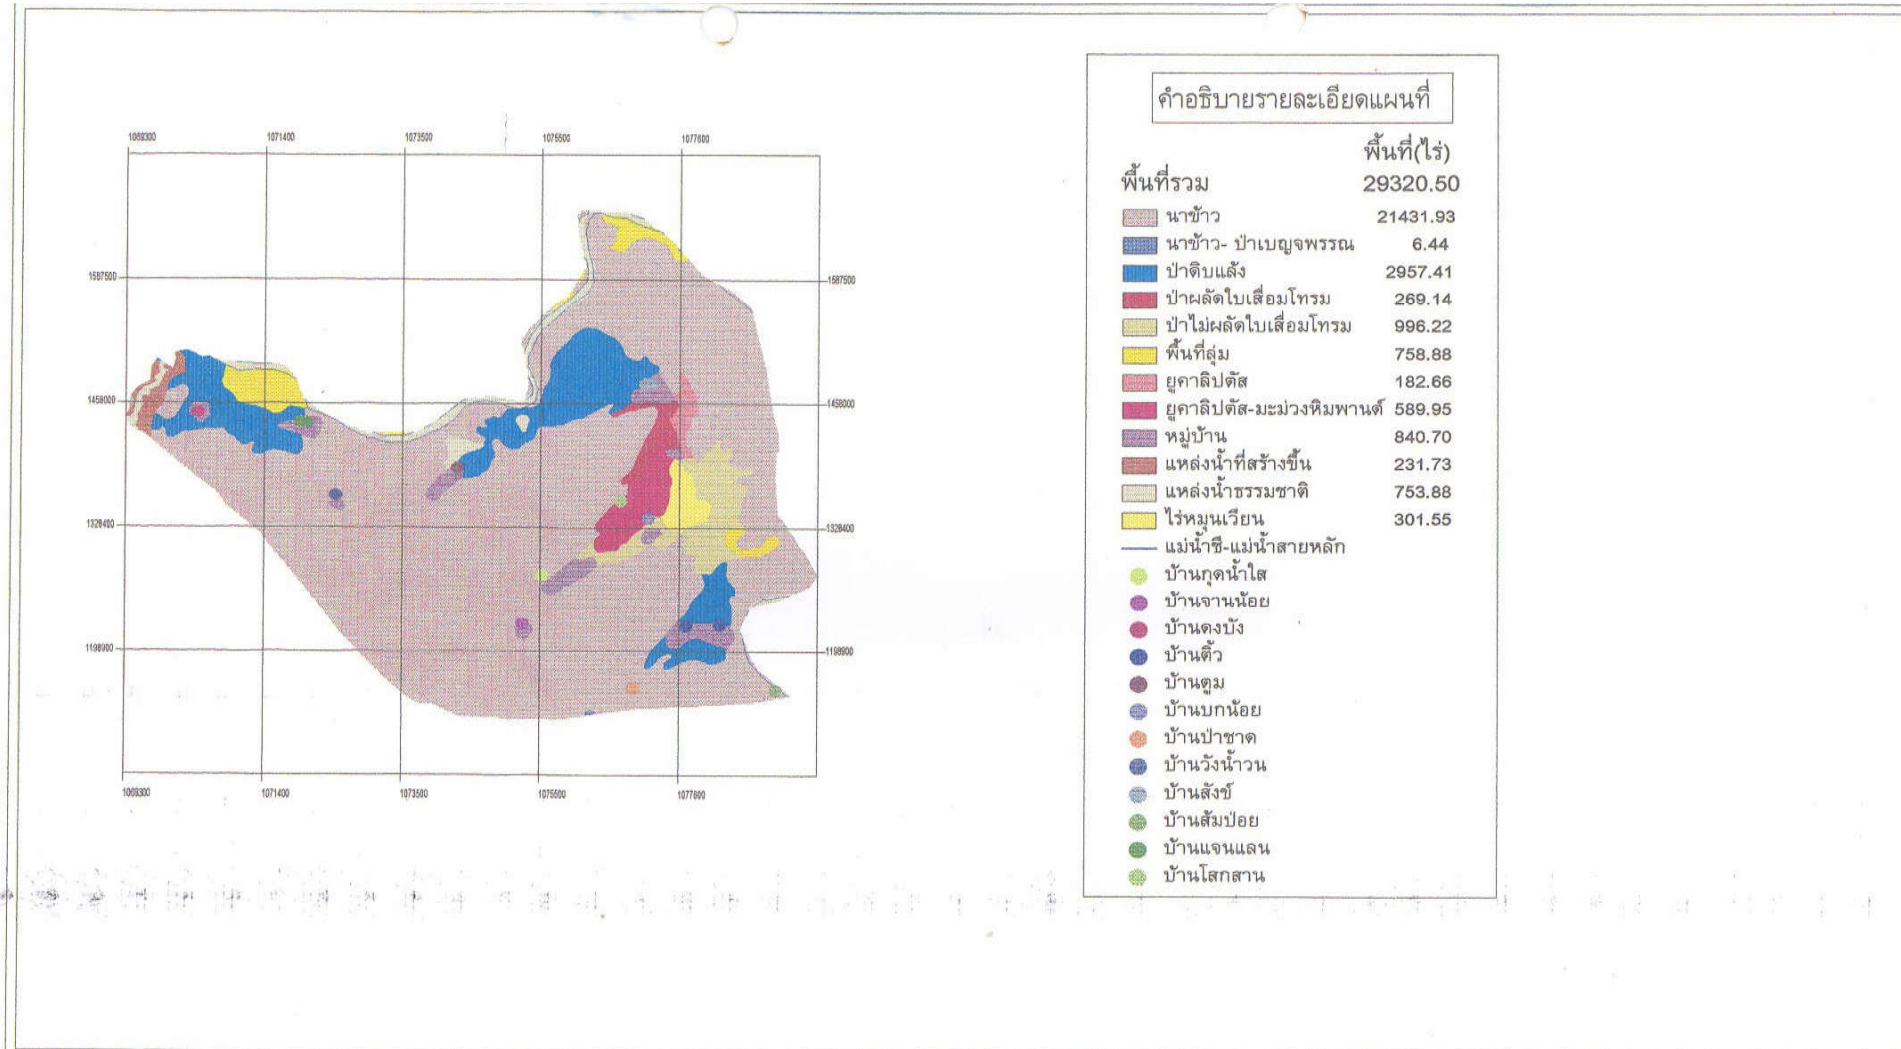 คำอธิบายรายละเอียดแผนที่
พื้นที่(ไร่)
พื้นที่รวม 29320.50
นาข้าว 21431.93
นาข้าว- ป่าเบญจพรรณ 6.44
ป่าดิบแล้ง 2957.41
ป่าผลัดใบเสื่อมโทรม 269.14
ป่าไม่ผลัดใบเสื่อมโทรม 996.22
พื้นที่ลุ่ม 758.88
ยูคาลิปตัส 182.66
ยูคาลิปตัส-มะม่วงหิมพานต์ 589.95
หมู่บ้าน 840.70
แหล่งน้ำที่สร้างขึ้น 231.73
แหล่งน้ำธรรมชาติ 753.88
ไร่หมุนเวียน 301.55
แม่น้ำชี-แม่น้ำสายหลัก
บ้านกุดน้ำใส
บ้านจานน้อย
บ้านดงบัง
บ้านติ้ว
บ้านตูม
บ้านบกน้อย
บ้านป่าชาด
บ้านวังน้ำวน
บ้านสังข์
บ้านส้มป่อย
บ้านแจนแลน
บ้านโสกสาน
1069300 1071400 1073500 1075500 1077600
1587500 1587500
1458000 1458000
1328400 1328400
1198900 1198900
1069300 1071400 1073500 1075500 1077600